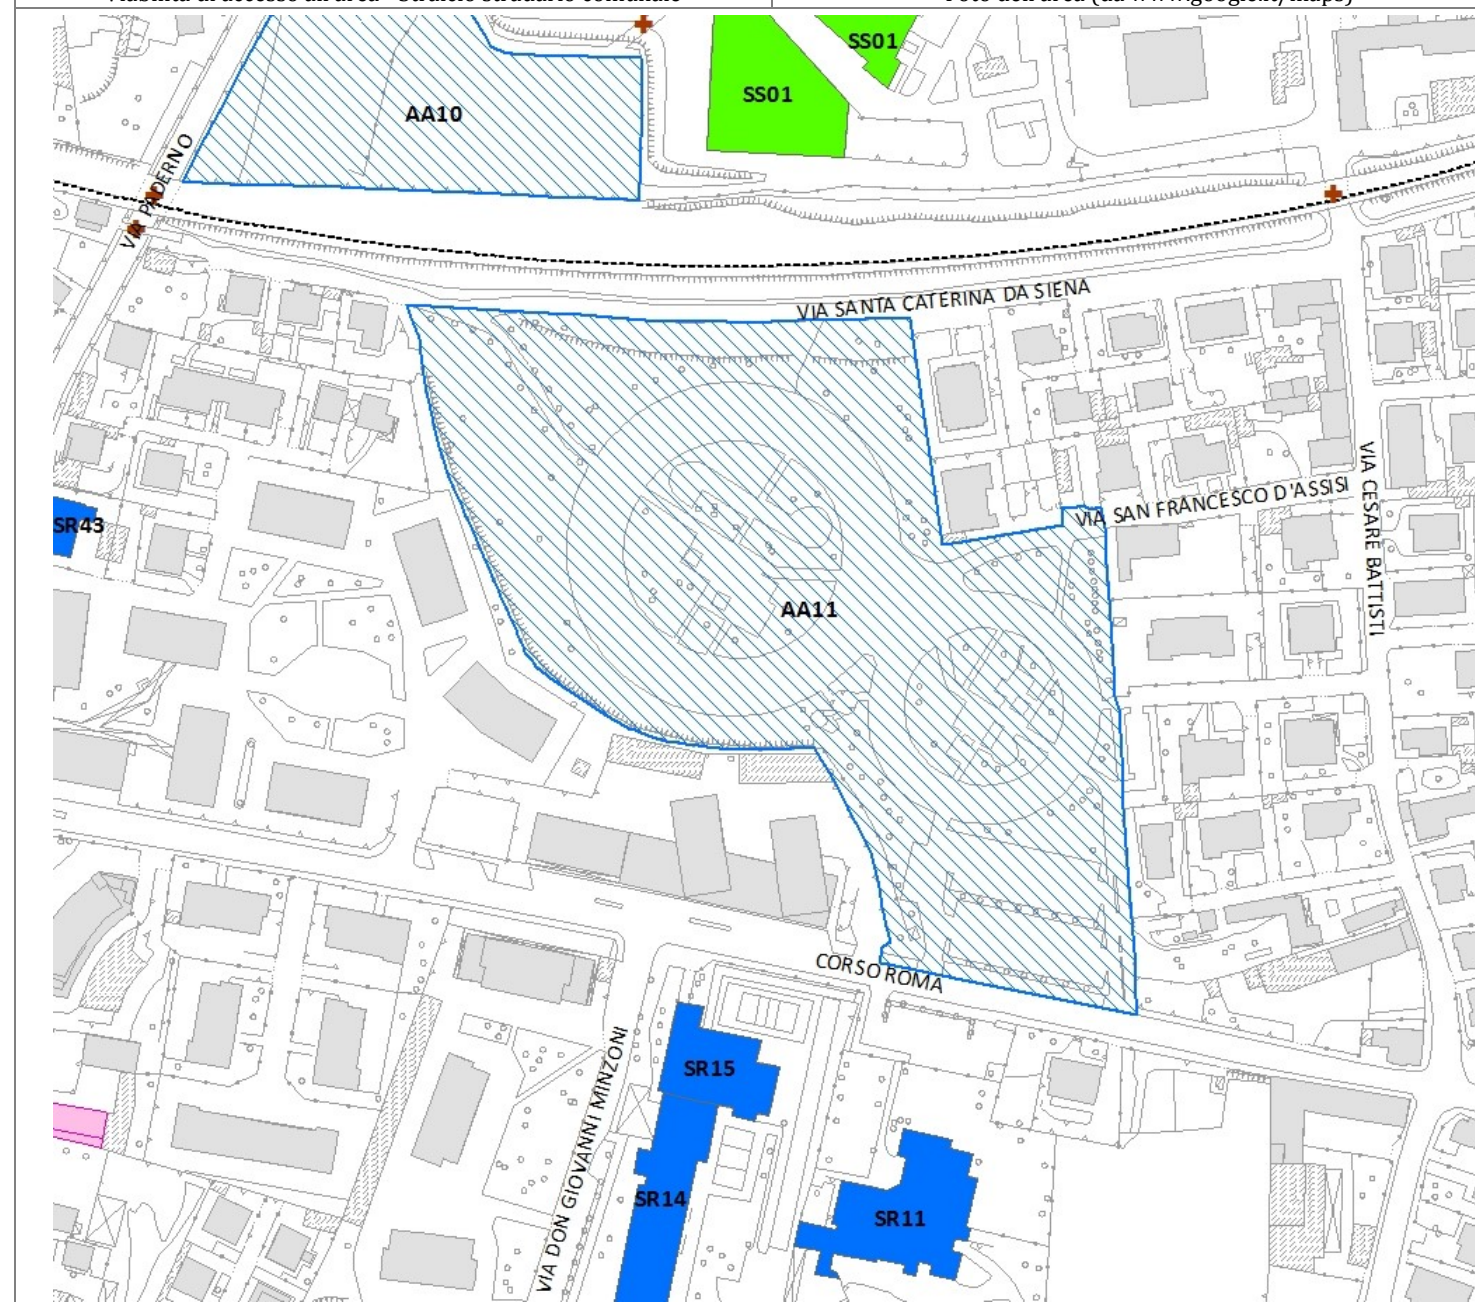 SS01
SS01
AA10
VIA PADERNO
VIA SANTA CATERINA DA SIENA
VIA SAN FRANCESCO D'ASSISI
VIA CESARE BATTISTI
SR43
AA11
CORSO ROMA
SR15
VIA DON GIOVANNI MINZONI
SR14
SR11